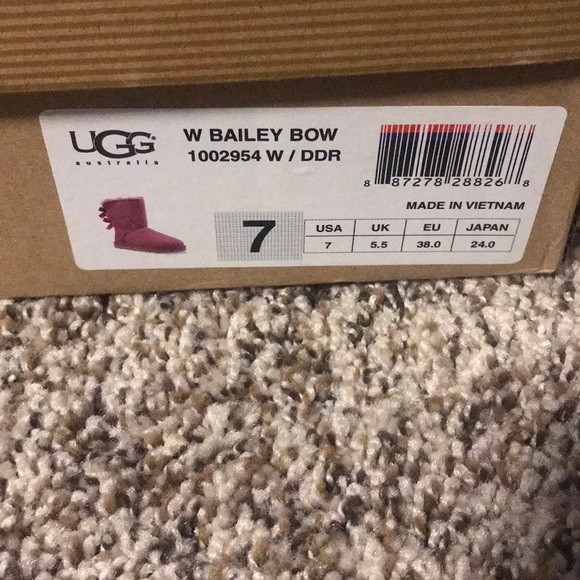 UGG®
australia
W BAILEY BOW
1002954 W / DDR
8 87278 28826 8
MADE IN VIETNAM
7
USA UK EU JAPAN
7 5.5 38.0 24.0